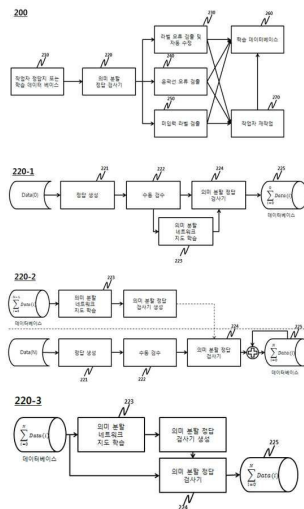 200
230
라벨 오류 검출 및
자동 수정
260
학습 데이터베이스
210
작업자 정답지 또는
학습 데이터 베이스
220
의미 분할
정답 검사기
240
윤곽선 오류 검출
270
작업자
재작업
250
미입력 라벨 검출
220-1
Data(0)
221
정답 생성
222
수동 검수
224
의미 분할 정답
검사기
225
데이터베이스
의미 분할
네트워크
지도 학습
223
220-2
데이터베이스
223
의미 분할
네트워크
지도 학습
의미 분할 정답
검사기 생성
Data(N)
정답 생성
221
수동 검수
222
224
의미 분할 정답
검사기
225
데이터베이스
220-3
데이터베이스
223
의미 분할
네트워크
지도 학습
의미 분할 정답
검사기 생성
의미 분할 정답
검사기
224
225
데이터베이스